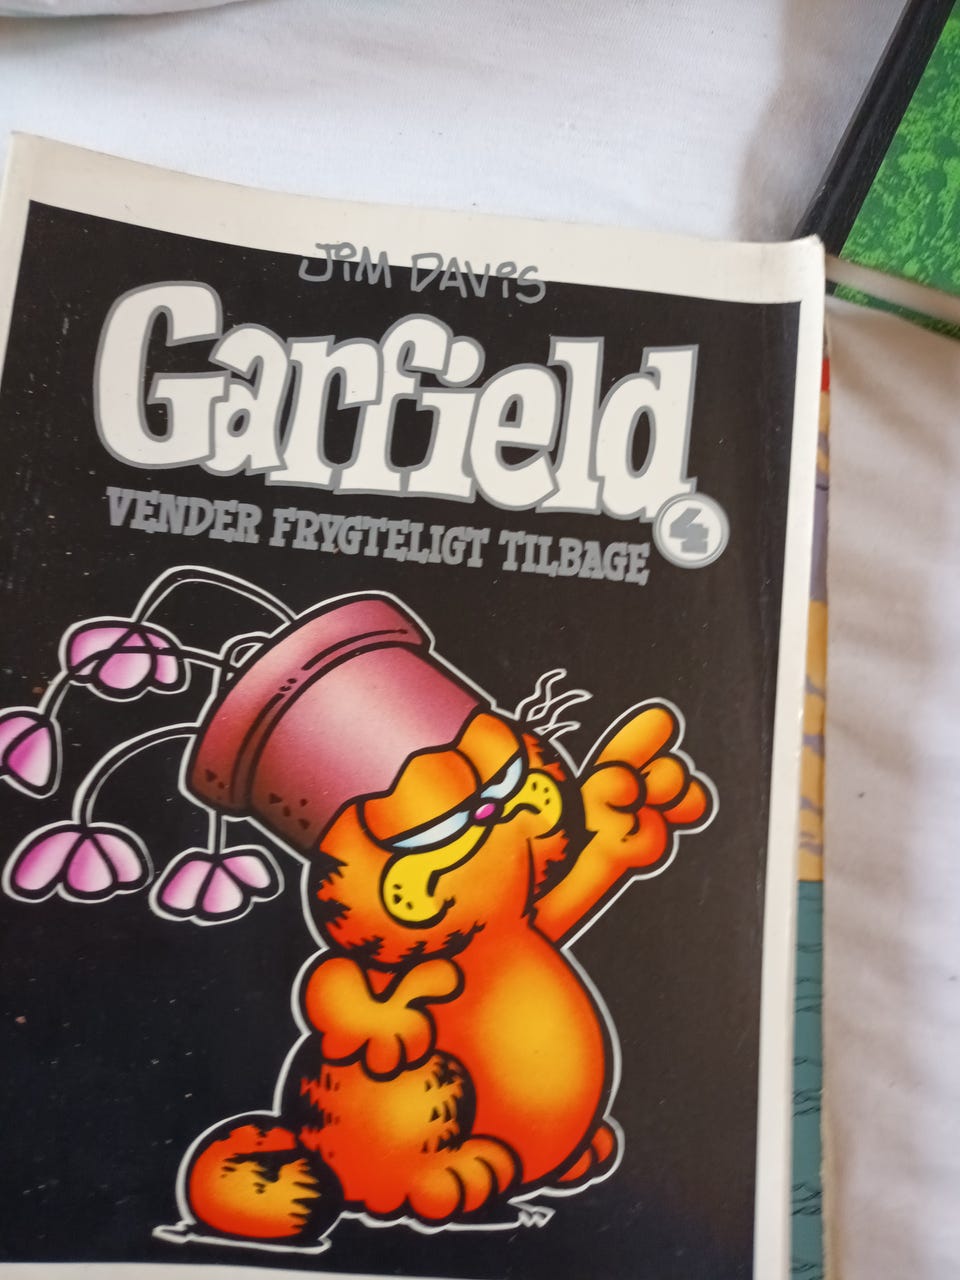 JIM DAVIS
Garfield
4
VENDER FRYGTELIGT TILBAGE